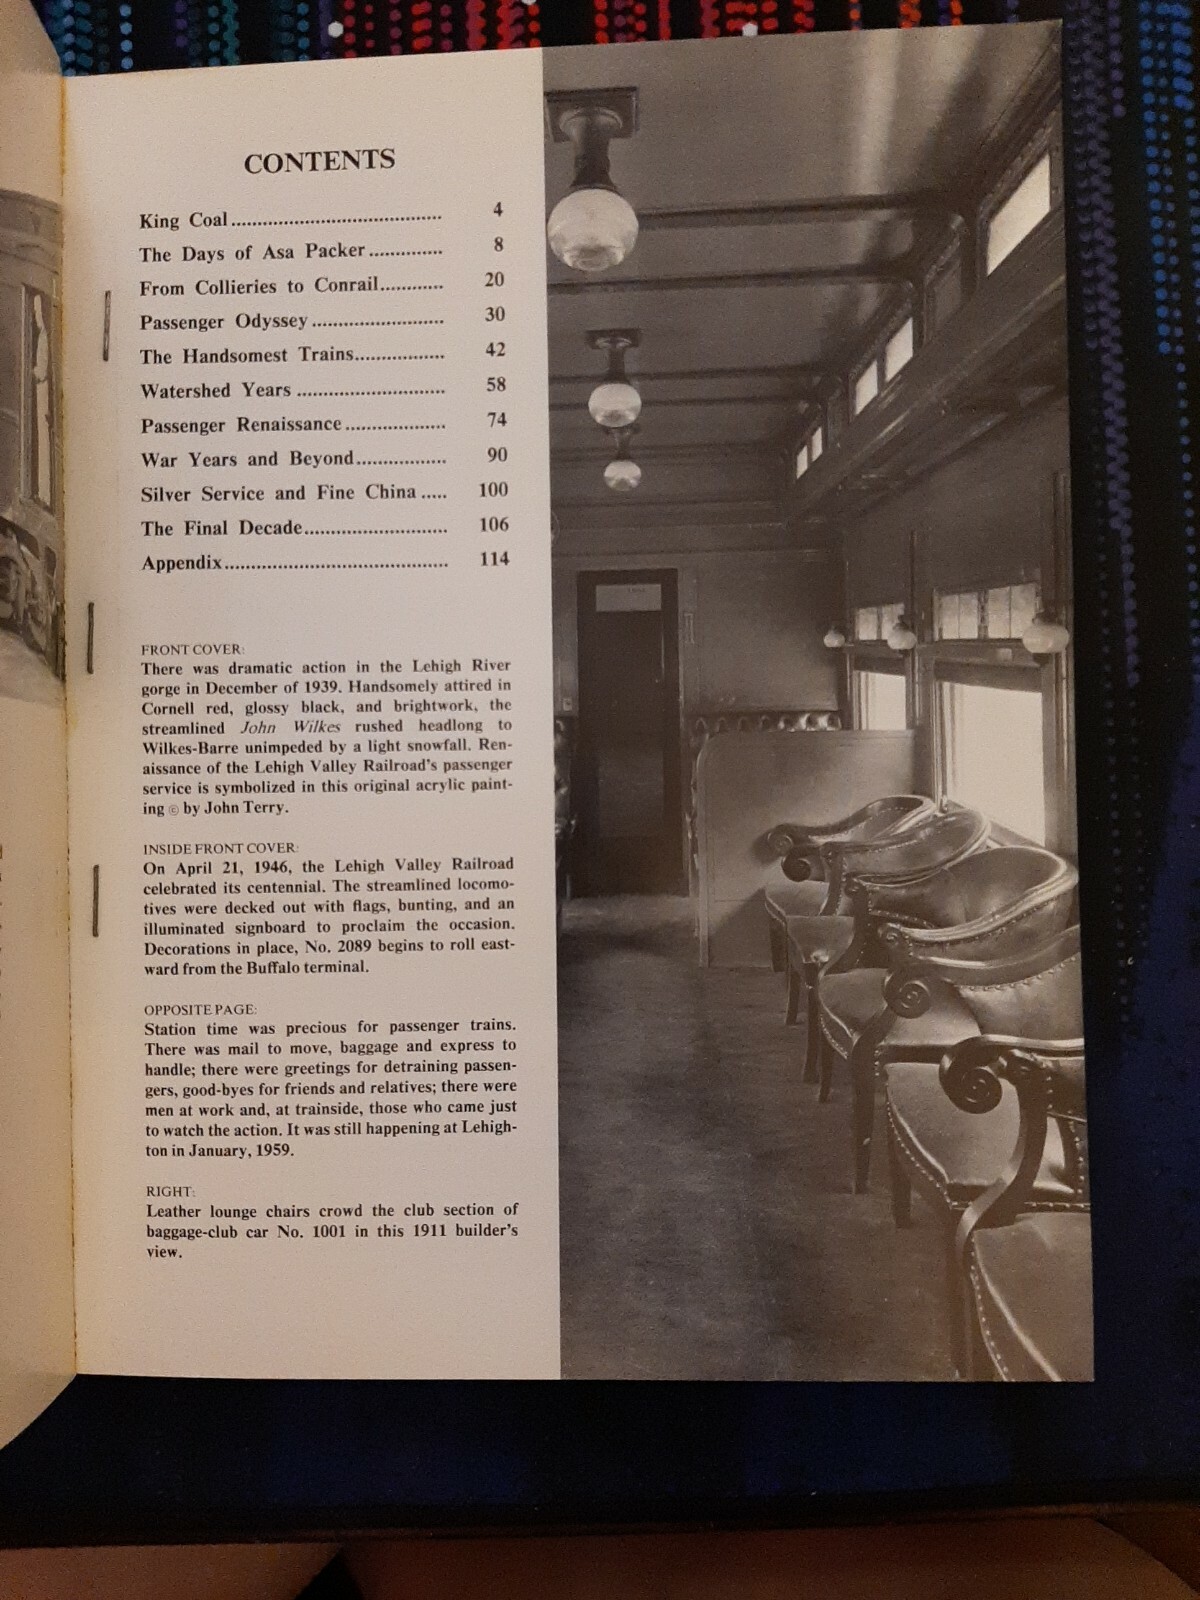 CONTENTS
King Coal........................................ 4
The Days of Asa Packer.............. 8
From Collieries to Conrail............ 20
Passenger Odyssey......................... 30
The Handsomest Trains................. 42
Watershed Years ............................ 58
Passenger Renaissance................... 74
War Years and Beyond................. 90
Silver Service and Fine China..... 100
The Final Decade........................... 106
Appendix.......................................... 114
FRONT COVER:
There was dramatic action in the Lehigh River
gorge in December of 1939. Handsomely attired in
Cornell red, glossy black, and brightwork, the
streamlined John Wilkes rushed headlong to
Wilkes-Barre unimpeded by a light snowfall. Ren-
aissance of the Lehigh Valley Railroad's passenger
service is symbolized in this original acrylic paint-
ing © by John Terry.
INSIDE FRONT COVER:
On April 21, 1946, the Lehigh Valley Railroad
celebrated its centennial. The streamlined locomo-
tives were decked out with flags, bunting, and an
illuminated signboard to proclaim the occasion.
Decorations in place, No. 2089 begins to roll east-
ward from the Buffalo terminal.
OPPOSITE PAGE:
Station time was precious for passenger trains.
There was mail to move, baggage and express to
handle; there were greetings for detraining passen-
gers, good-byes for friends and relatives; there were
men at work and, at trainside, those who came just
to watch the action. It was still happening at Lehigh-
ton in January, 1959.
RIGHT:
Leather lounge chairs crowd the club section of
baggage-club car No. 1001 in this 1911 builder's
view.